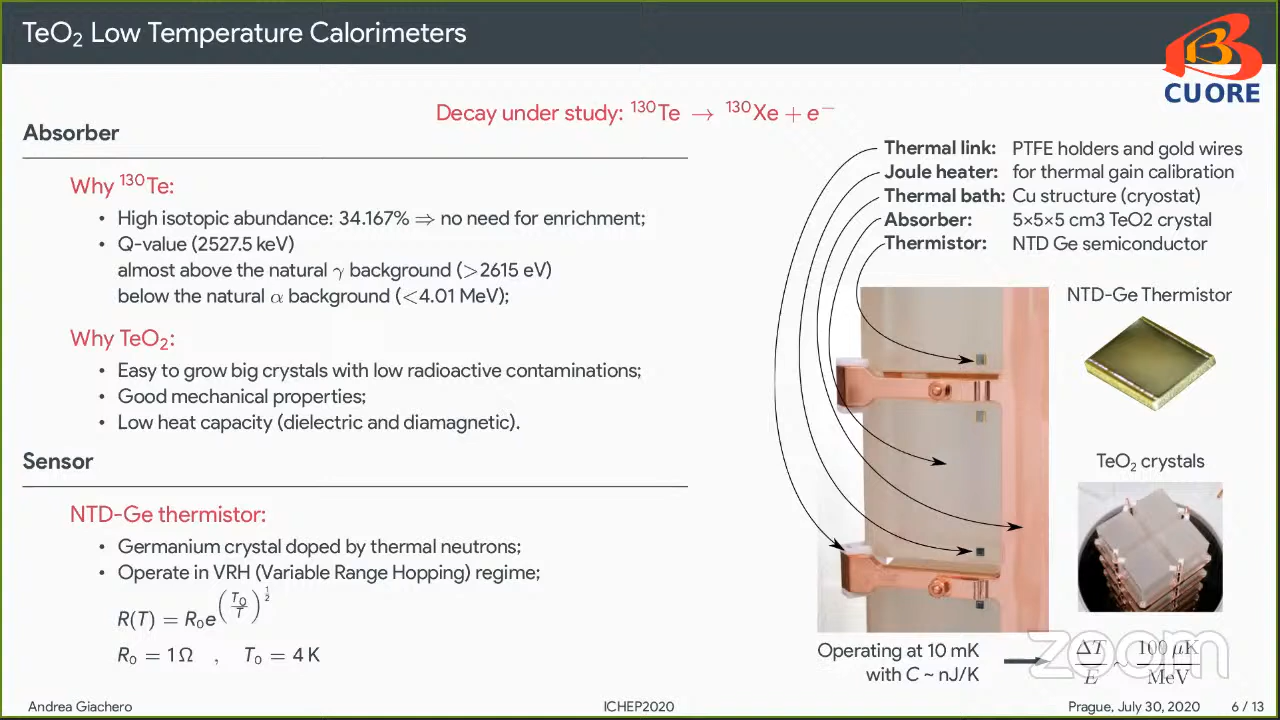 TeO₂ Low Temperature Calorimeters
CUORE
Decay under study: ¹³⁰Te → ¹³⁰Xe + e⁻
Absorber
Why ¹³⁰Te:
• High isotopic abundance: 34.167% ⇒ no need for enrichment;
• Q-value (2527.5 keV)
almost above the natural γ background (>2615 eV)
below the natural α background (<4.01 MeV);
Why TeO₂:
• Easy to grow big crystals with low radioactive contaminations;
• Good mechanical properties;
• Low heat capacity (dielectric and diamagnetic).
Sensor
NTD-Ge thermistor:
• Germanium crystal doped by thermal neutrons;
• Operate in VRH (Variable Range Hopping) regime;
R(T) = R₀e^(T₀/T)^(1/2)
R₀ = 1 Ω , T₀ = 4 K
Thermal link: PTFE holders and gold wires
Joule heater: for thermal gain calibration
Thermal bath: Cu structure (cryostat)
Absorber: 5×5×5 cm3 TeO2 crystal
Thermistor: NTD Ge semiconductor
NTD-Ge Thermistor
TeO₂ crystals
Operating at 10 mK
with C ~ nJ/K
ΔT/E ~ 100 μK/MeV
zoom
Andrea Giachero
ICHEP2020
Prague, July 30, 2020
6 / 13